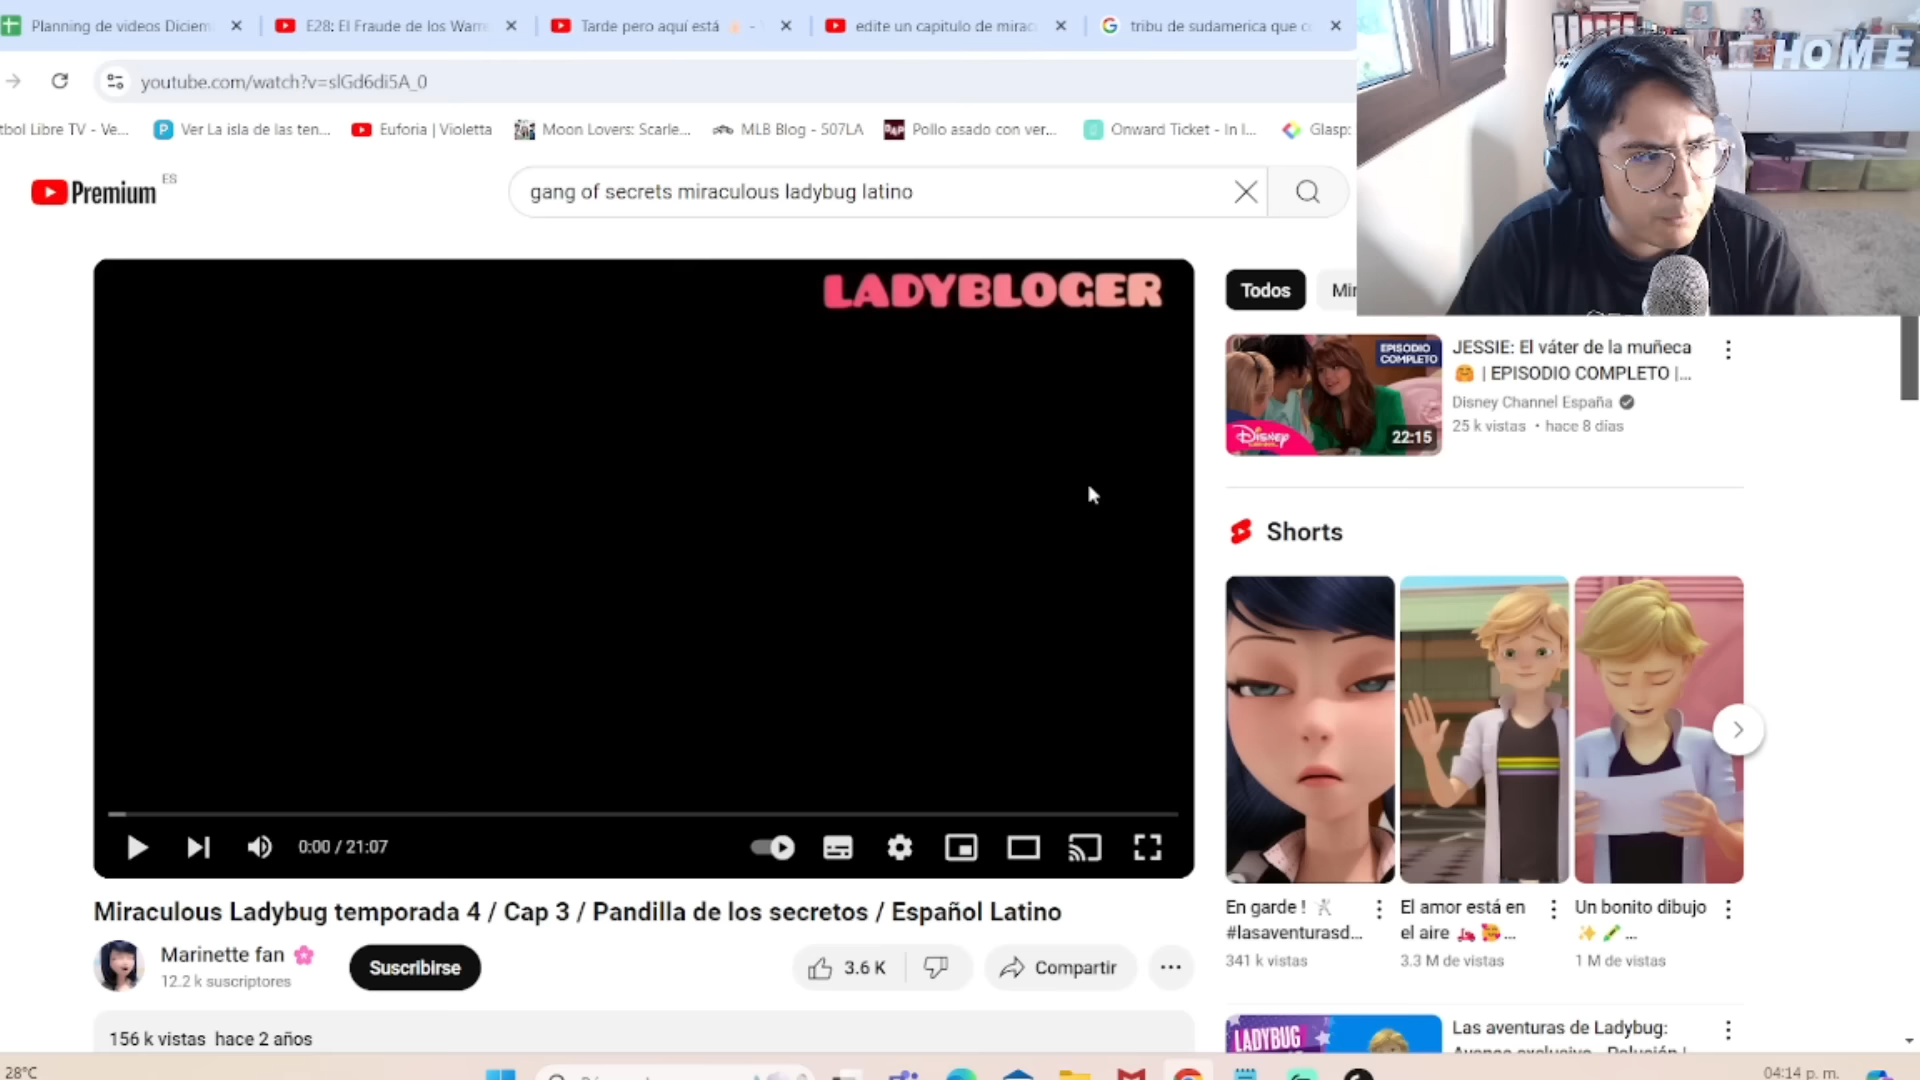 Planning de videos Diciem
E28: El Fraude de los Warre
Tarde pero aquí está
edite un capitulo de mirac
tribu de sudamerica que c
HOME
youtube.com/watch?v=slGd6di5A_0
tbol Libre TV - Ve...
Ver La isla de las ten...
Euforia | Violetta
Moon Lovers: Scarle...
MLB Blog - 507LA
Pollo asado con ver...
Onward Ticket - In l...
Glasp:
Premium ES
gang of secrets miraculous ladybug latino
LADYBLOGER
Todos
Mir
EPISODIO
COMPLETO
Disney
22:15
JESSIE: El váter de la muñeca
🤗 | EPISODIO COMPLETO |...
Disney Channel España
25 k vistas • hace 8 días
Shorts
0:00 / 21:07
Miraculous Ladybug temporada 4 / Cap 3 / Pandilla de los secretos / Español Latino
En garde ! 🤺
#lasaventurasd...
341 k vistas
El amor está en
el aire 🛵🥰...
3.3 M de vistas
Un bonito dibujo
✨🖍️...
1 M de vistas
Marinette fan 🌸
12.2 k suscriptores
Suscribirse
3.6 K
Compartir
156 k vistas hace 2 años
LADYBUG
Las aventuras de Ladybug:
28°C
04:14 p. m.